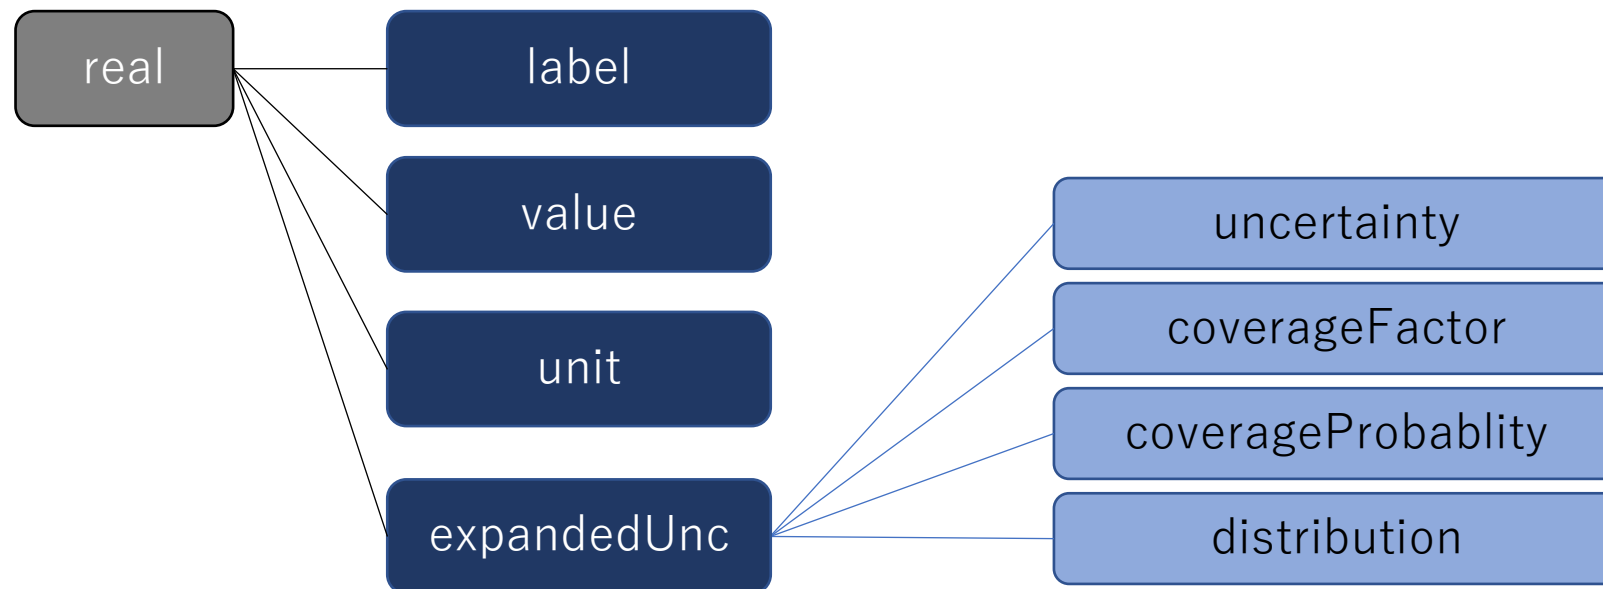 real
label
value
unit
expandedUnc
uncertainty
coverageFactor
coverageProbablity
distribution